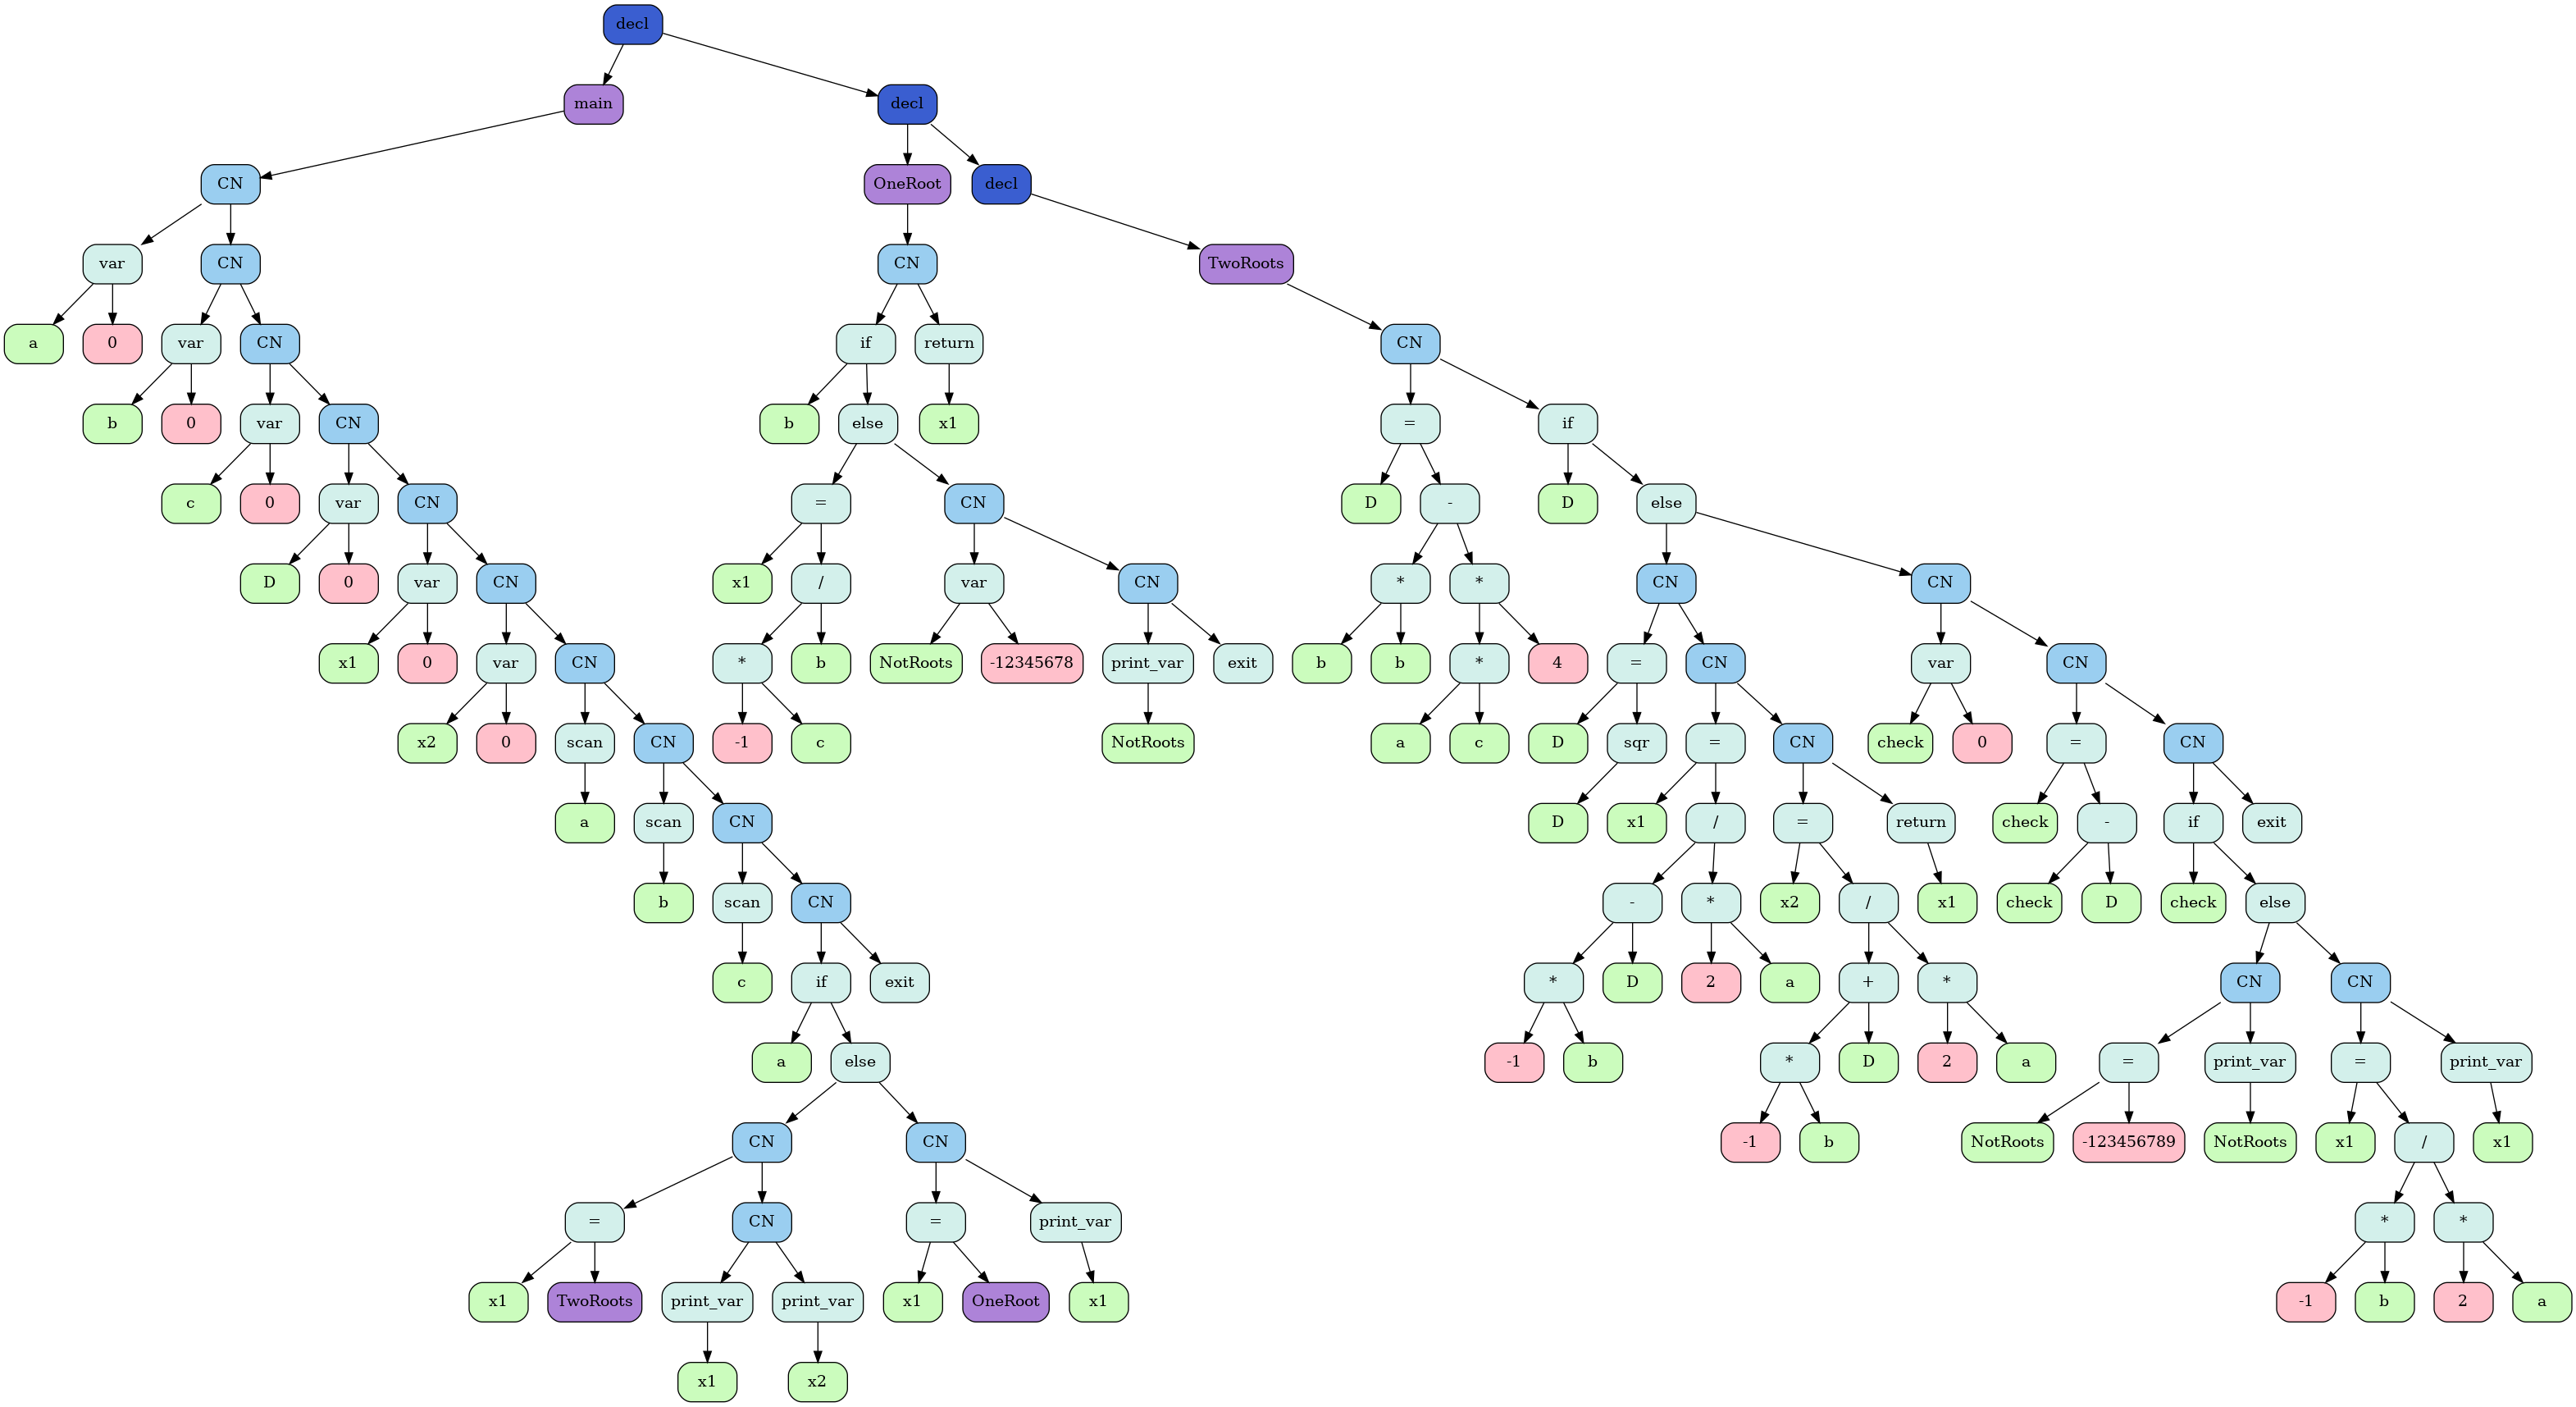 decl
main decl
CN OneRoot decl
var CN CN TwoRoots
a 0 var CN if return CN
b 0 var CN b else x1 = if
c 0 var CN = CN D - D else
D 0 var CN x1 / var CN * * CN CN
x1 0 var CN * b NotRoots -12345678 print_var exit b b * 4 = CN var CN
x2 0 scan CN -1 c NotRoots a c D sqr = CN check 0 = CN
a scan CN D x1 / = return check - if exit
b scan CN - * x2 / x1 check D check else
c if exit * D 2 a + * CN CN
a else -1 b * D 2 a = print_var = print_var
CN CN -1 b NotRoots -123456789 NotRoots x1 / x1
= CN = print_var * *
x1 TwoRoots print_var print_var x1 OneRoot x1 -1 b 2 a
x1 x2